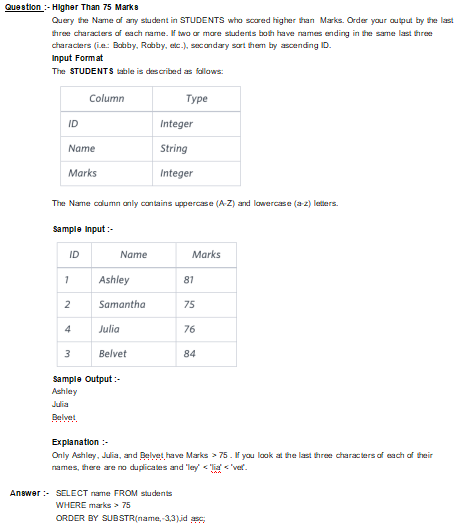 Question :- Higher Than 75 Marks
Query the Name of any student in STUDENTS who scored higher than Marks. Order your output by the last
three characters of each name. If two or more students both have names ending in the same last three
characters (i.e.: Bobby, Robby, etc.), secondary sort them by ascending ID.
Input Format
The STUDENTS table is described as follows:
Column Type
ID Integer
Name String
Marks Integer
The Name column only contains uppercase (A-Z) and lowercase (a-z) letters.
Sample Input :-
ID Name Marks
1 Ashley 81
2 Samantha 75
4 Julia 76
3 Belvet 84
Sample Output :-
Ashley
Julia
Belvet
Explanation :-
Only Ashley, Julia, and Belvet have Marks > 75 . If you look at the last three characters of each of their
names, there are no duplicates and 'ley' < 'lia' < 'vet'.
Answer :- SELECT name FROM students
WHERE marks > 75
ORDER BY SUBSTR(name,-3,3),id asc;